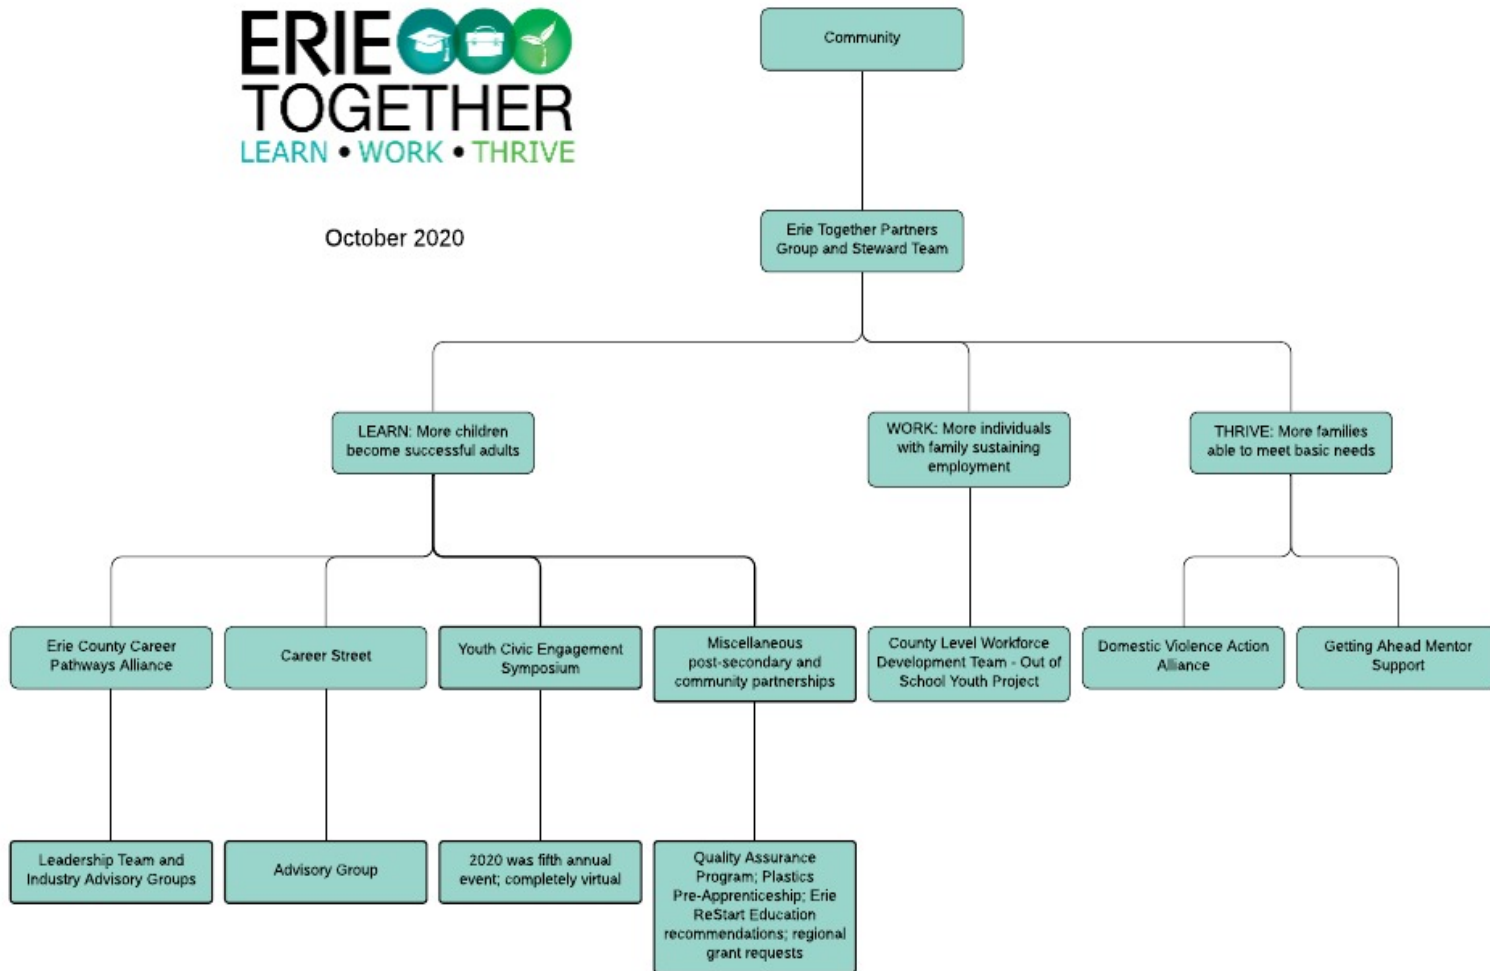 ERIE
TOGETHER
LEARN • WORK • THRIVE
October 2020
Community
Erie Together Partners
Group and Steward Team
LEARN: More children
become successful adults
WORK: More individuals
with family sustaining
employment
THRIVE: More families
able to meet basic needs
Erie County Career
Pathways Alliance
Career Street
Youth Civic Engagement
Symposium
Miscellaneous
post-secondary and
community partnerships
County Level Workforce
Development Team - Out of
School Youth Project
Domestic Violence Action
Alliance
Getting Ahead Mentor
Support
Leadership Team and
Industry Advisory Groups
Advisory Group
2020 was fifth annual
event; completely virtual
Quality Assurance
Program; Plastics
Pre-Apprenticeship; Erie
ReStart Education
recommendations; regional
grant requests